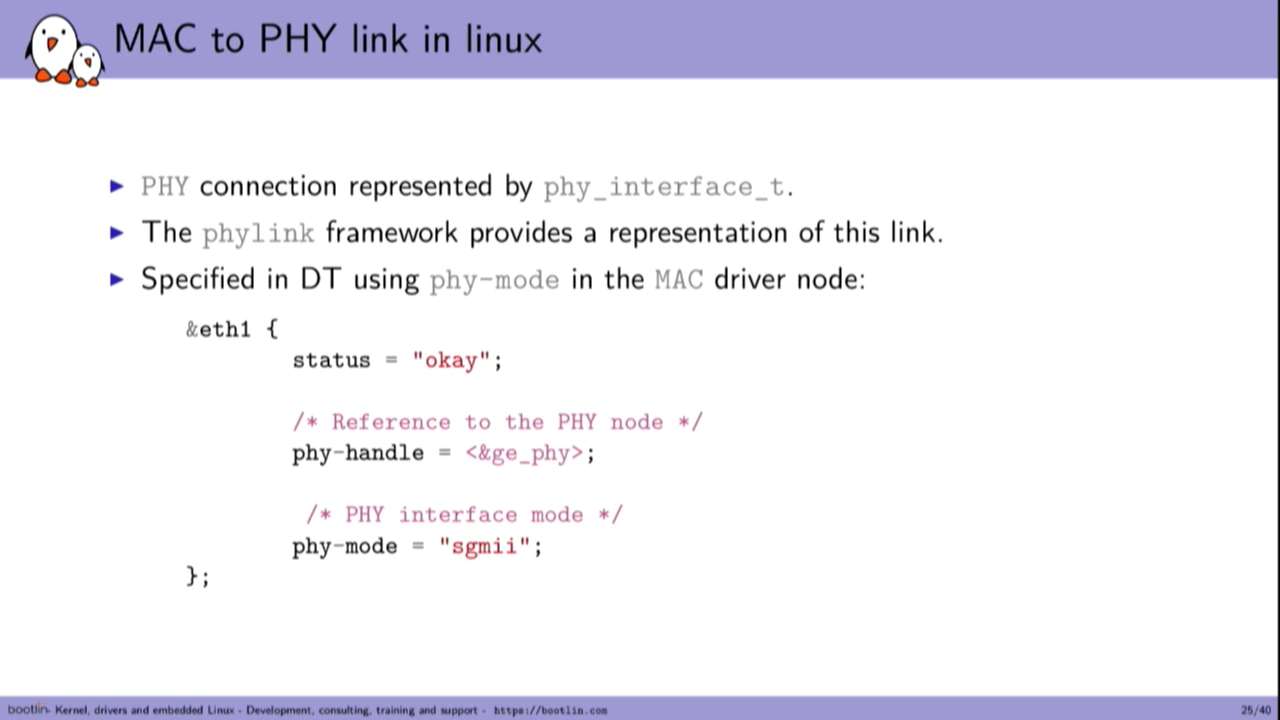 MAC to PHY link in linux
▶ PHY connection represented by phy_interface_t.
▶ The phylink framework provides a representation of this link.
▶ Specified in DT using phy-mode in the MAC driver node:
&eth1 {
status = "okay";
/* Reference to the PHY node */
phy-handle = <&ge_phy>;
/* PHY interface mode */
phy-mode = "sgmii";
};
bootlin - Kernel, drivers and embedded Linux - Development, consulting, training and support - https://bootlin.com
25/40